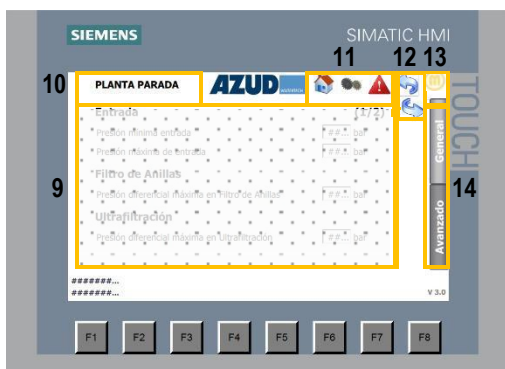 SIEMENS
SIMATIC HMI
11 12 13
10
PLANTA PARADA
AZUD
Entrada (1/2)
Presión mínima entrada ##... bar
Presión máxima de entrada ##... bar
Filtro de Anillas
Presión diferencial máxima en Filtro de Anillas ##... bar
Ultrafiltración
Presión diferencial máxima en Ultrafiltración ##... bar
9
General
Avanzado
14
TOUCH
#######...
#######...
V 3.0
F1 F2 F3 F4 F5 F6 F7 F8